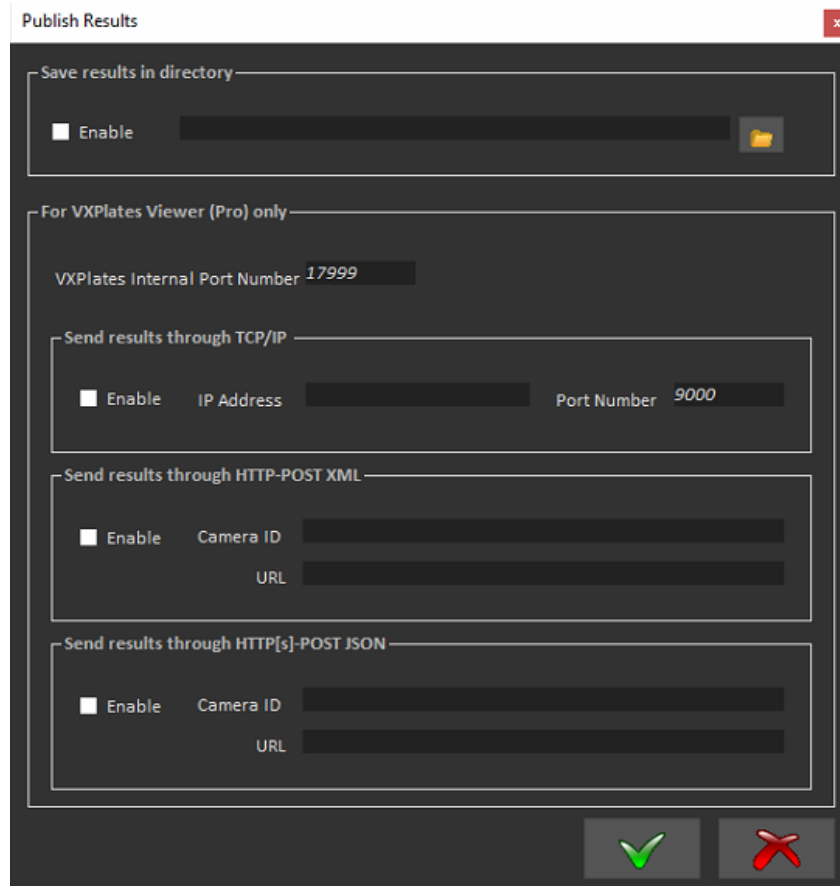 Publish Results
x
Save results in directory
Enable
For VXPlates Viewer (Pro) only
VXPlates Internal Port Number 17999
Send results through TCP/IP
Enable IP Address Port Number 9000
Send results through HTTP-POST XML
Enable Camera ID
URL
Send results through HTTP[s]-POST JSON
Enable Camera ID
URL